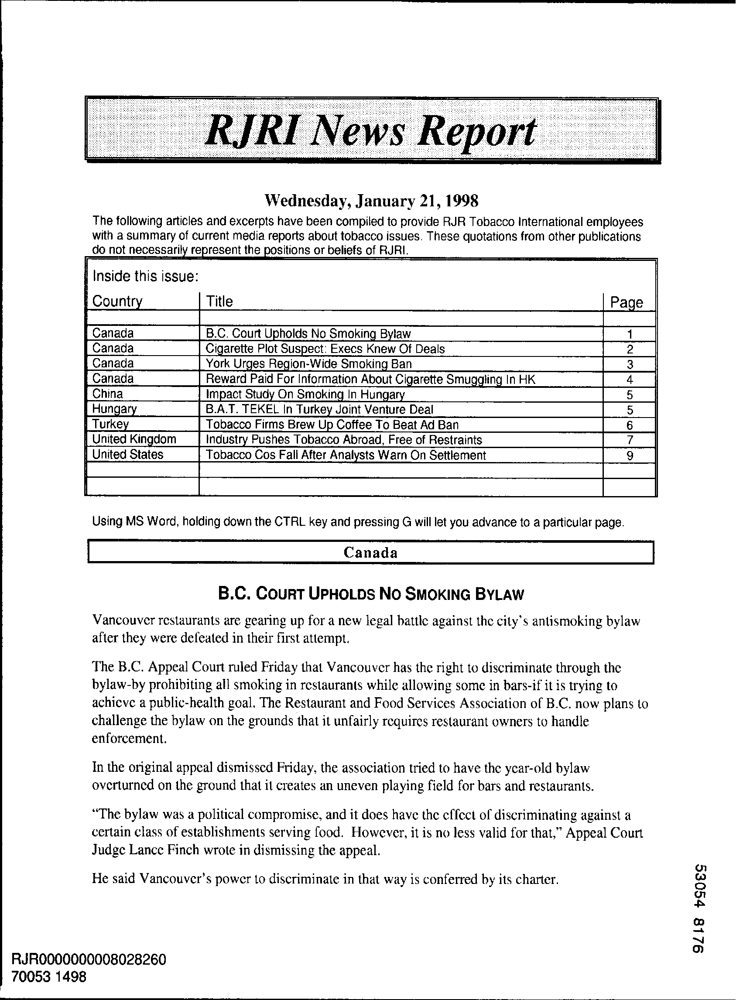 RJRI News Report
Wednesday, January 21, 1998
The following articles and excerpts have been compiled to provide RJR Tobacco International employees
with a summary of current media reports about tobacco issues. These quotations from other publications
do not necessarily represent the positions or beliefs of RJRI.
Inside this issue:
Country Title Page
Canada B.C. Court Upholds No Smoking Bylaw 1
Canada Cigarette Plot Suspect: Execs Knew Of Deals 2
Canada York Urges Region-Wide Smoking Ban 3
Canada Reward Paid For Information About Cigarette Smuggling In HK 4
China Impact Study On Smoking In Hungary 5
Hungary B.A.T. TEKEL In Turkey Joint Venture Deal 5
Turkey Tobacco Firms Brew Up Coffee To Beat Ad Ban 6
United Kingdom Industry Pushes Tobacco Abroad, Free of Restraints 7
United States Tobacco Cos Fall After Analysts Warn On Settlement 9
Using MS Word, holding down the CTRL key and pressing G will let you advance to a particular page.
Canada
B.C. COURT UPHOLDS NO SMOKING BYLAW
Vancouver restaurants are gearing up for a new legal battle against the city's antismoking bylaw
after they were defeated in their first attempt.
The B.C. Appeal Court ruled Friday that Vancouver has the right to discriminate through the
bylaw-by prohibiting all smoking in restaurants while allowing some in bars-if it is trying to
achieve a public-health goal. The Restaurant and Food Services Association of B.C. now plans to
challenge the bylaw on the grounds that it unfairly requires restaurant owners to handle
enforcement.
In the original appeal dismissed Friday, the association tried to have the year-old bylaw
overturned on the ground that it creates an uneven playing field for bars and restaurants.
“The bylaw was a political compromise, and it does have the effect of discriminating against a
certain class of establishments serving food.  However, it is no less valid for that,” Appeal Court
Judge Lance Finch wrote in dismissing the appeal.
He said Vancouver's power to discriminate in that way is conferred by its charter.
53054 8176
RJR0000000008028260
70053 1498